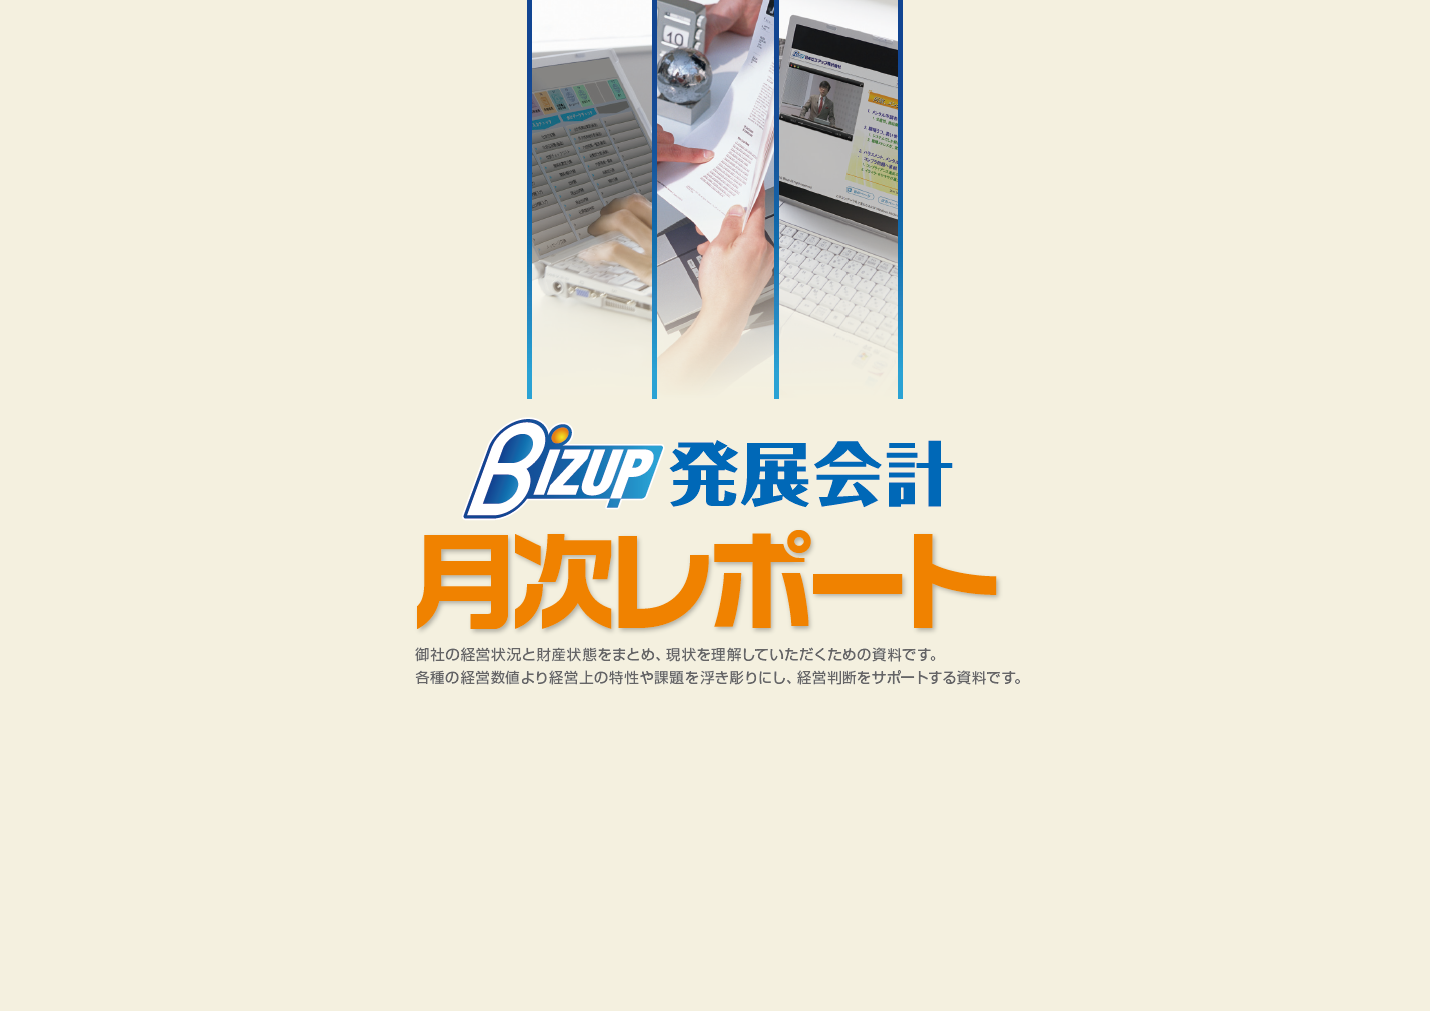 10
BIZUP 発展会計
月次レポート
御社の経営状況と財産状態をまとめ、現状を理解していただくための資料です。
各種の経営数値より経営上の特性や課題を浮き彫りにし、経営判断をサポートする資料です。